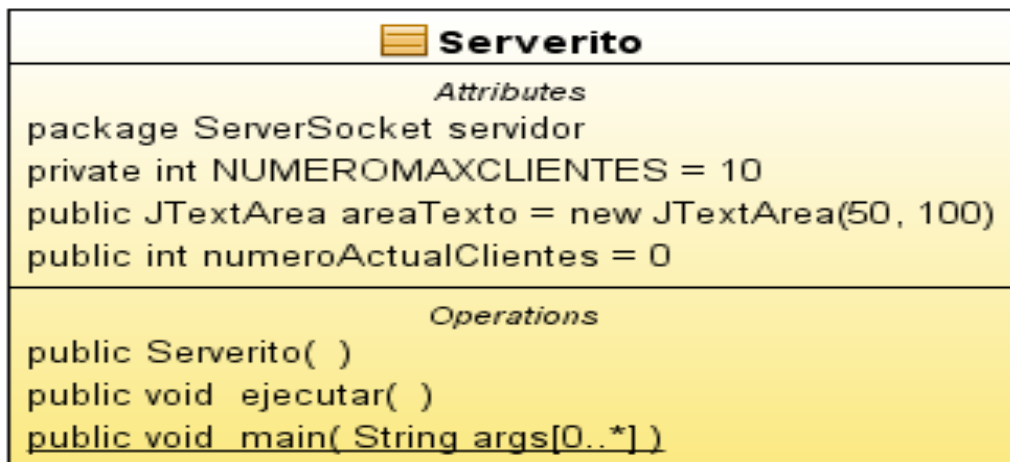 Serverito
Attributes
package ServerSocket servidor
private int NUMEROMAXCLIENTES = 10
public JTextArea areaTexto = new JTextArea(50, 100)
public int numeroActualClientes = 0
Operations
public Serverito( )
public void ejecutar( )
public void main( String args[0..*] )